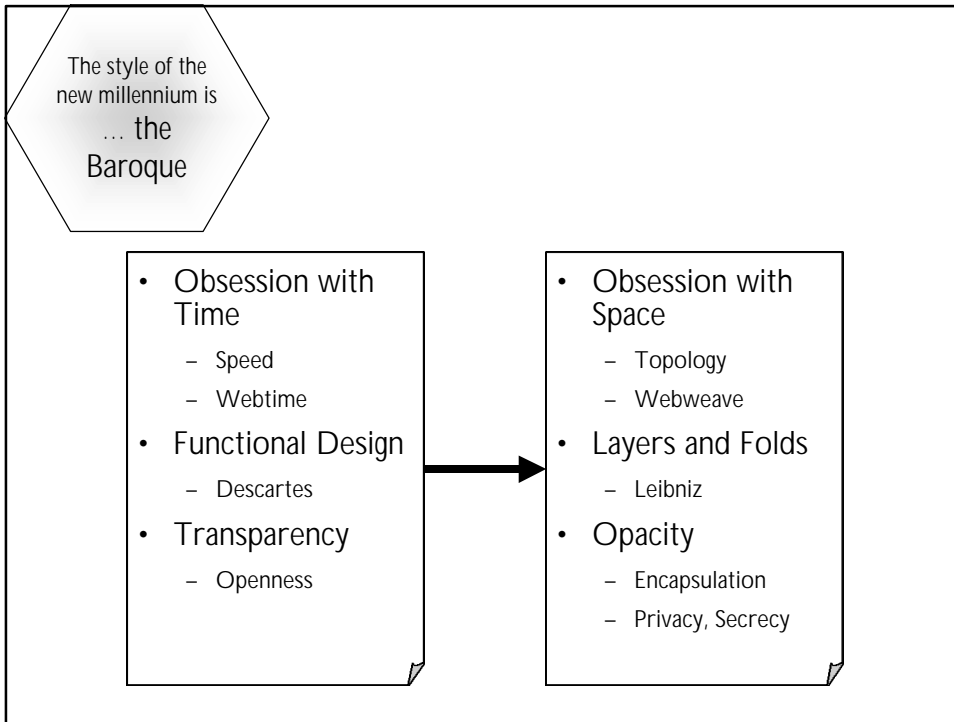 The style of the
new millennium is
… the
Baroque
• Obsession with
Time
– Speed
– Webtime
• Functional Design
– Descartes
• Transparency
– Openness
• Obsession with
Space
– Topology
– Webweave
• Layers and Folds
– Leibniz
• Opacity
– Encapsulation
– Privacy, Secrecy